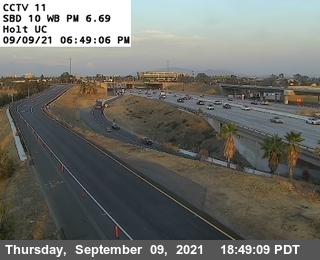 CCTV 11
SBD 10 WB PM 6.69
Holt UC
09/09/21 06:49:06 PM
Thursday, September 09, 2021 18:49:09 PDT